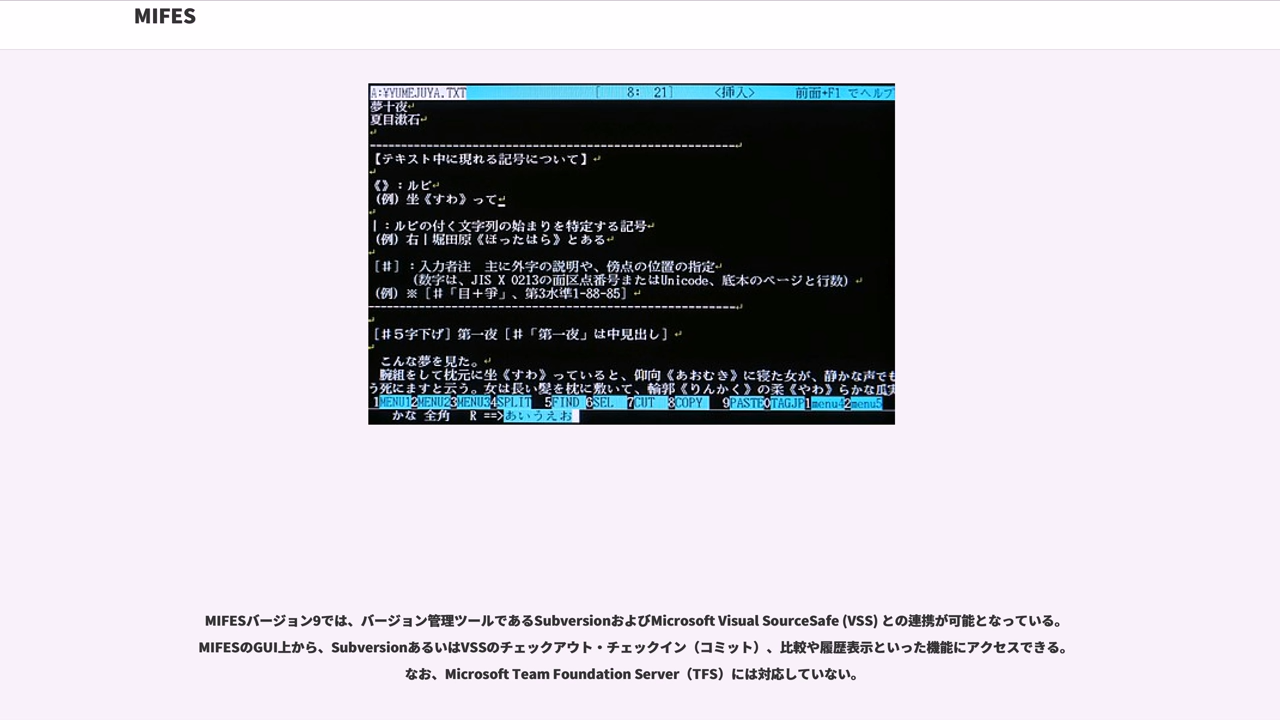 MIFES
A:¥YUMEJUYA.TXT [ 8: 21] <挿入> 前面+F1 でヘルプ
夢十夜↵
夏目漱石↵
↵
-------------------------------------------------------↵
【テキスト中に現れる記号について】↵
↵
《》:ルビ↵
(例)坐《すわ》って↵
↵
|:ルビの付く文字列の始まりを特定する記号↵
(例)右|堀田原《ほったはら》とある↵
↵
[#]:入力者注 主に外字の説明や、傍点の位置の指定↵
(数字は、JIS X 0213の面区点番号またはUnicode、底本のページと行数)↵
(例)※[#「目+爭」、第3水準1-88-85]↵
-------------------------------------------------------↵
↵
[#5字下げ]第一夜[#「第一夜」は中見出し]↵
↵
こんな夢を見た。↵
腕組をして枕元に坐《すわ》っていると、仰向《あおむき》に寝た女が、静かな声でも
う死にますと云う。女は長い髪を枕に敷いて、輪郭《りんかく》の柔《やわ》らかな瓜実
1MENU1 2MENU2 3MENU3 4SPLIT 5FIND 6SEL 7CUT 8COPY 9PASTE 0TAGJP 1menu4 2menu5
かな 全角 R ==>あいうえお
MIFESバージョン9では、バージョン管理ツールであるSubversionおよびMicrosoft Visual SourceSafe (VSS) との連携が可能となっている。
MIFESのGUI上から、SubversionあるいはVSSのチェックアウト・チェックイン(コミット)、比較や履歴表示といった機能にアクセスできる。
なお、Microsoft Team Foundation Server(TFS)には対応していない。